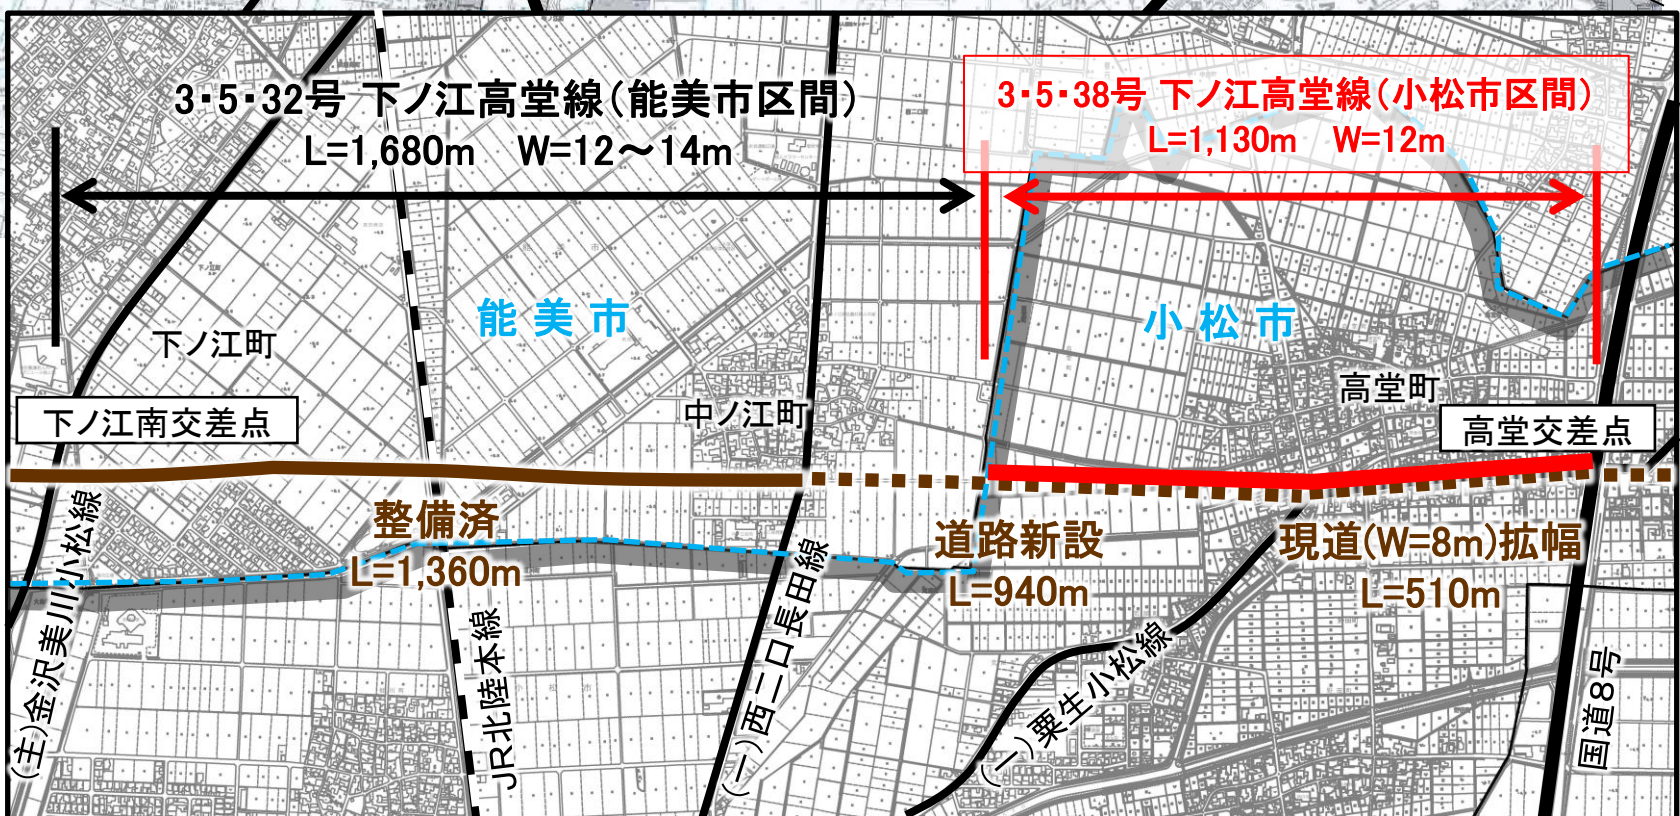 3・5・32号 下ノ江高堂線(能美市区間)
L=1,680m W=12～14m
3・5・38号 下ノ江高堂線(小松市区間)
L=1,130m W=12m
能美市
小松市
下ノ江町
中ノ江町
高堂町
下ノ江南交差点
高堂交差点
整備済
L=1,360m
道路新設
L=940m
現道(W=8m)拡幅
L=510m
(主)金沢美川小松線
JR北陸本線
(一)西二口長田線
(一)粟生小松線
国道8号